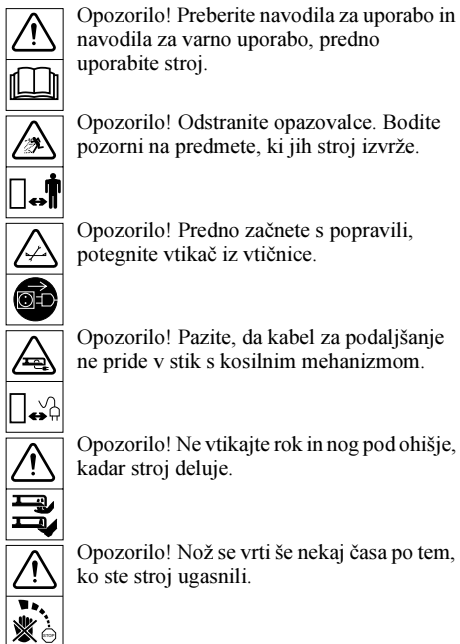 Opozorilo! Preberite navodila za uporabo in
navodila za varno uporabo, predno
uporabite stroj.
Opozorilo! Odstranite opazovalce. Bodite
pozorni na predmete, ki jih stroj izvrže.
Opozorilo! Predno začnete s popravili,
potegnite vtikač iz vtičnice.
Opozorilo! Pazite, da kabel za podaljšanje
ne pride v stik s kosilnim mehanizmom.
Opozorilo! Ne vtikajte rok in nog pod ohišje,
kadar stroj deluje.
Opozorilo! Nož se vrti še nekaj časa po tem,
ko ste stroj ugasnili.
STOP